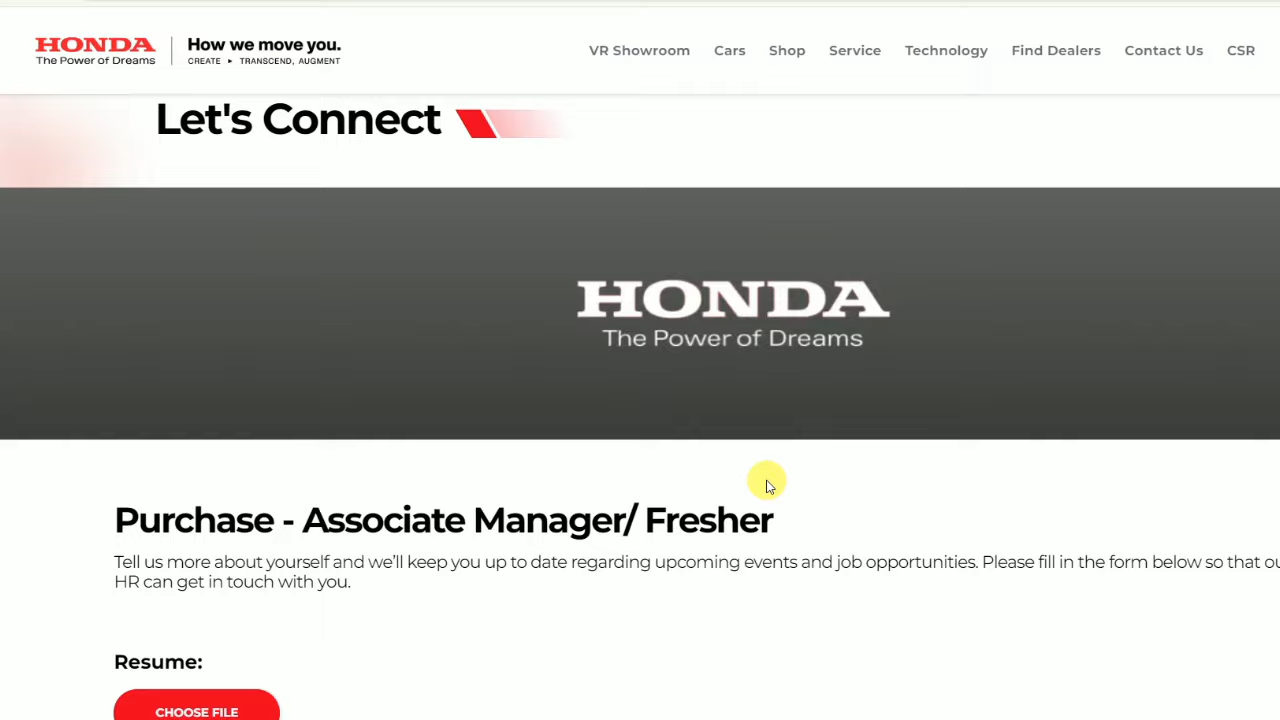 HONDA
The Power of Dreams
How we move you.
CREATE ▸ TRANSCEND, AUGMENT
VR Showroom Cars Shop Service Technology Find Dealers Contact Us CSR
Let's Connect
HONDA
The Power of Dreams
Purchase - Associate Manager/ Fresher
Tell us more about yourself and we’ll keep you up to date regarding upcoming events and job opportunities. Please fill in the form below so that
HR can get in touch with you.
Resume:
CHOOSE FILE